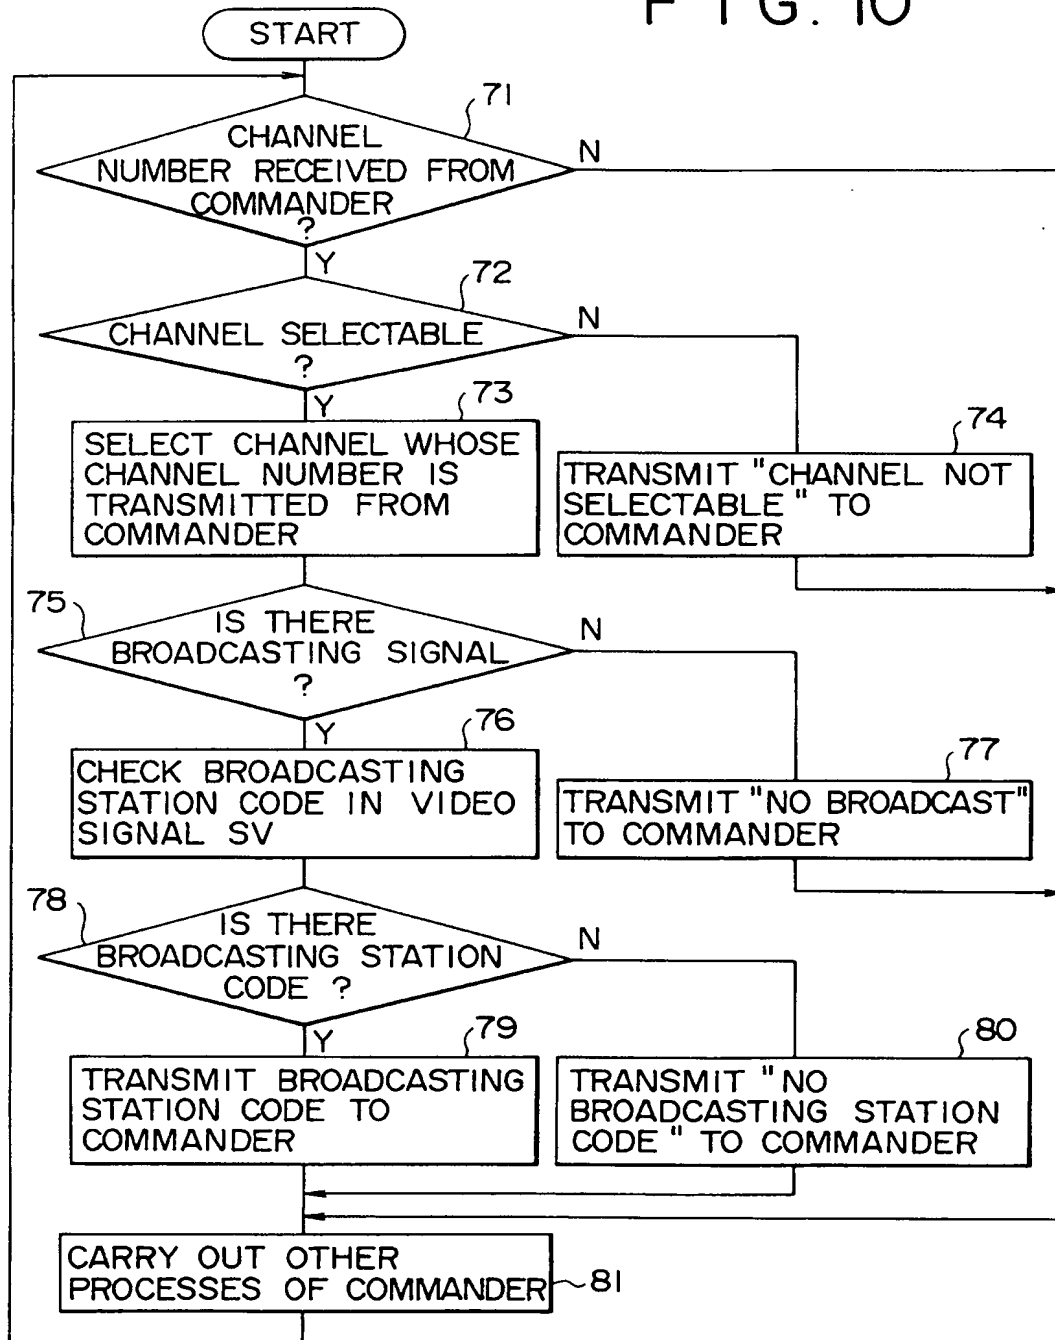 FIG. 10
START
71
CHANNEL
NUMBER RECEIVED FROM
COMMANDER
?
N
Y
72
CHANNEL SELECTABLE
?
N
Y
73
SELECT CHANNEL WHOSE
CHANNEL NUMBER IS
TRANSMITTED FROM
COMMANDER
74
TRANSMIT "CHANNEL NOT
SELECTABLE" TO
COMMANDER
75
IS THERE
BROADCASTING SIGNAL
?
N
Y
76
CHECK BROADCASTING
STATION CODE IN VIDEO
SIGNAL SV
77
TRANSMIT "NO BROADCAST"
TO COMMANDER
78
IS THERE
BROADCASTING STATION
CODE ?
N
Y
79
TRANSMIT BROADCASTING
STATION CODE TO
COMMANDER
80
TRANSMIT "NO
BROADCASTING STATION
CODE" TO COMMANDER
CARRY OUT OTHER
PROCESSES OF COMMANDER
81